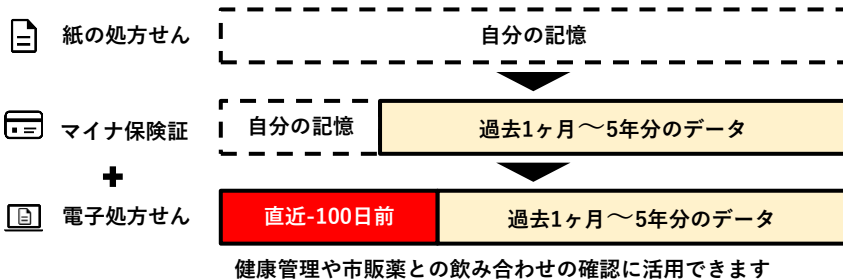 紙の処方せん
自分の記憶
マイナ保険証
自分の記憶
過去1ヶ月〜5年分のデータ
+
電子処方せん
直近-100日前
過去1ヶ月〜5年分のデータ
健康管理や市販薬との飲み合わせの確認に活用できます